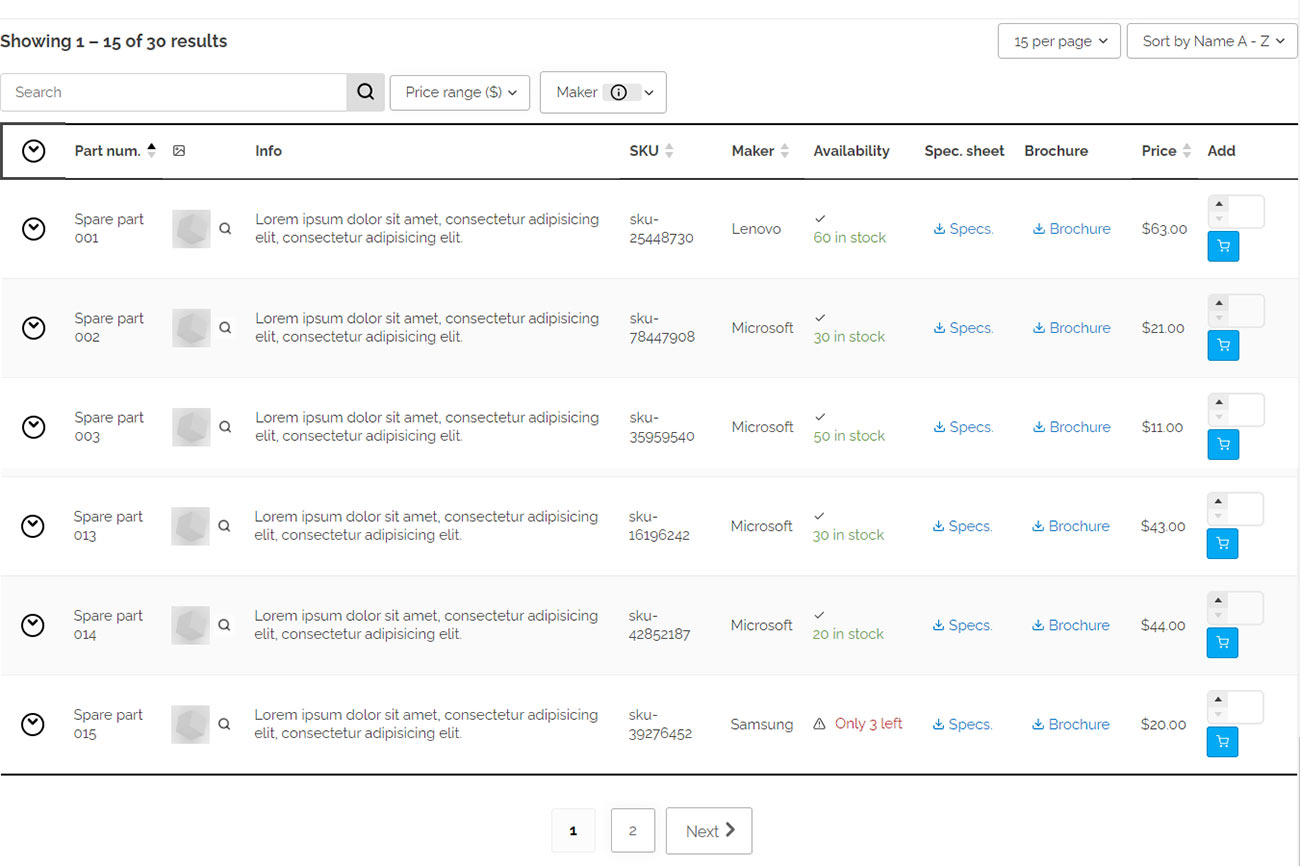 Showing 1 – 15 of 30 results
15 per page
Sort by Name A - Z
Search
Price range ($)
Maker
Part num. Info SKU Maker Availability Spec. sheet Brochure Price Add
Spare part
001
Lorem ipsum dolor sit amet, consectetur adipisicing
elit, consectetur adipisicing elit.
sku-
25448730
Lenovo
60 in stock
Specs.
Brochure
$63.00
Spare part
002
Lorem ipsum dolor sit amet, consectetur adipisicing
elit, consectetur adipisicing elit.
sku-
78447908
Microsoft
30 in stock
Specs.
Brochure
$21.00
Spare part
003
Lorem ipsum dolor sit amet, consectetur adipisicing
elit, consectetur adipisicing elit.
sku-
35959540
Microsoft
50 in stock
Specs.
Brochure
$11.00
Spare part
013
Lorem ipsum dolor sit amet, consectetur adipisicing
elit, consectetur adipisicing elit.
sku-
16196242
Microsoft
30 in stock
Specs.
Brochure
$43.00
Spare part
014
Lorem ipsum dolor sit amet, consectetur adipisicing
elit, consectetur adipisicing elit.
sku-
42852187
Microsoft
20 in stock
Specs.
Brochure
$44.00
Spare part
015
Lorem ipsum dolor sit amet, consectetur adipisicing
elit, consectetur adipisicing elit.
sku-
39276452
Samsung
Only 3 left
Specs.
Brochure
$20.00
1 2 Next